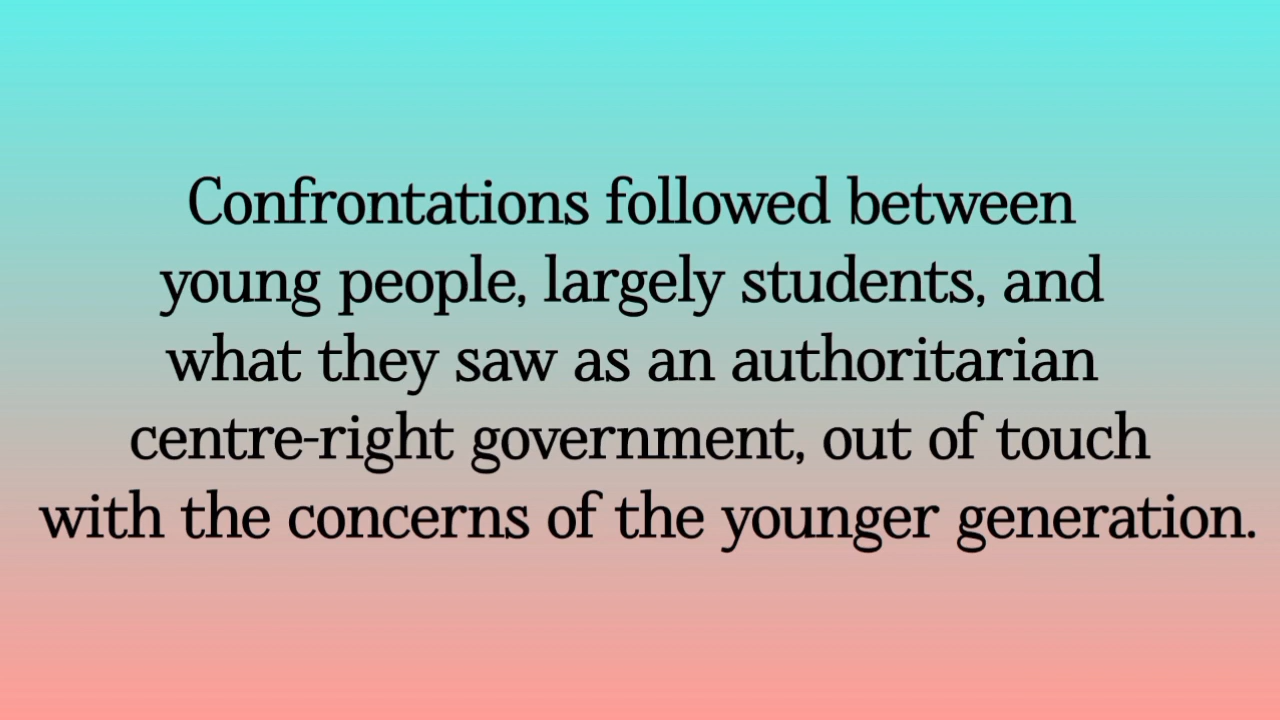 Confrontations followed between
young people, largely students, and
what they saw as an authoritarian
centre-right government, out of touch
with the concerns of the younger generation.